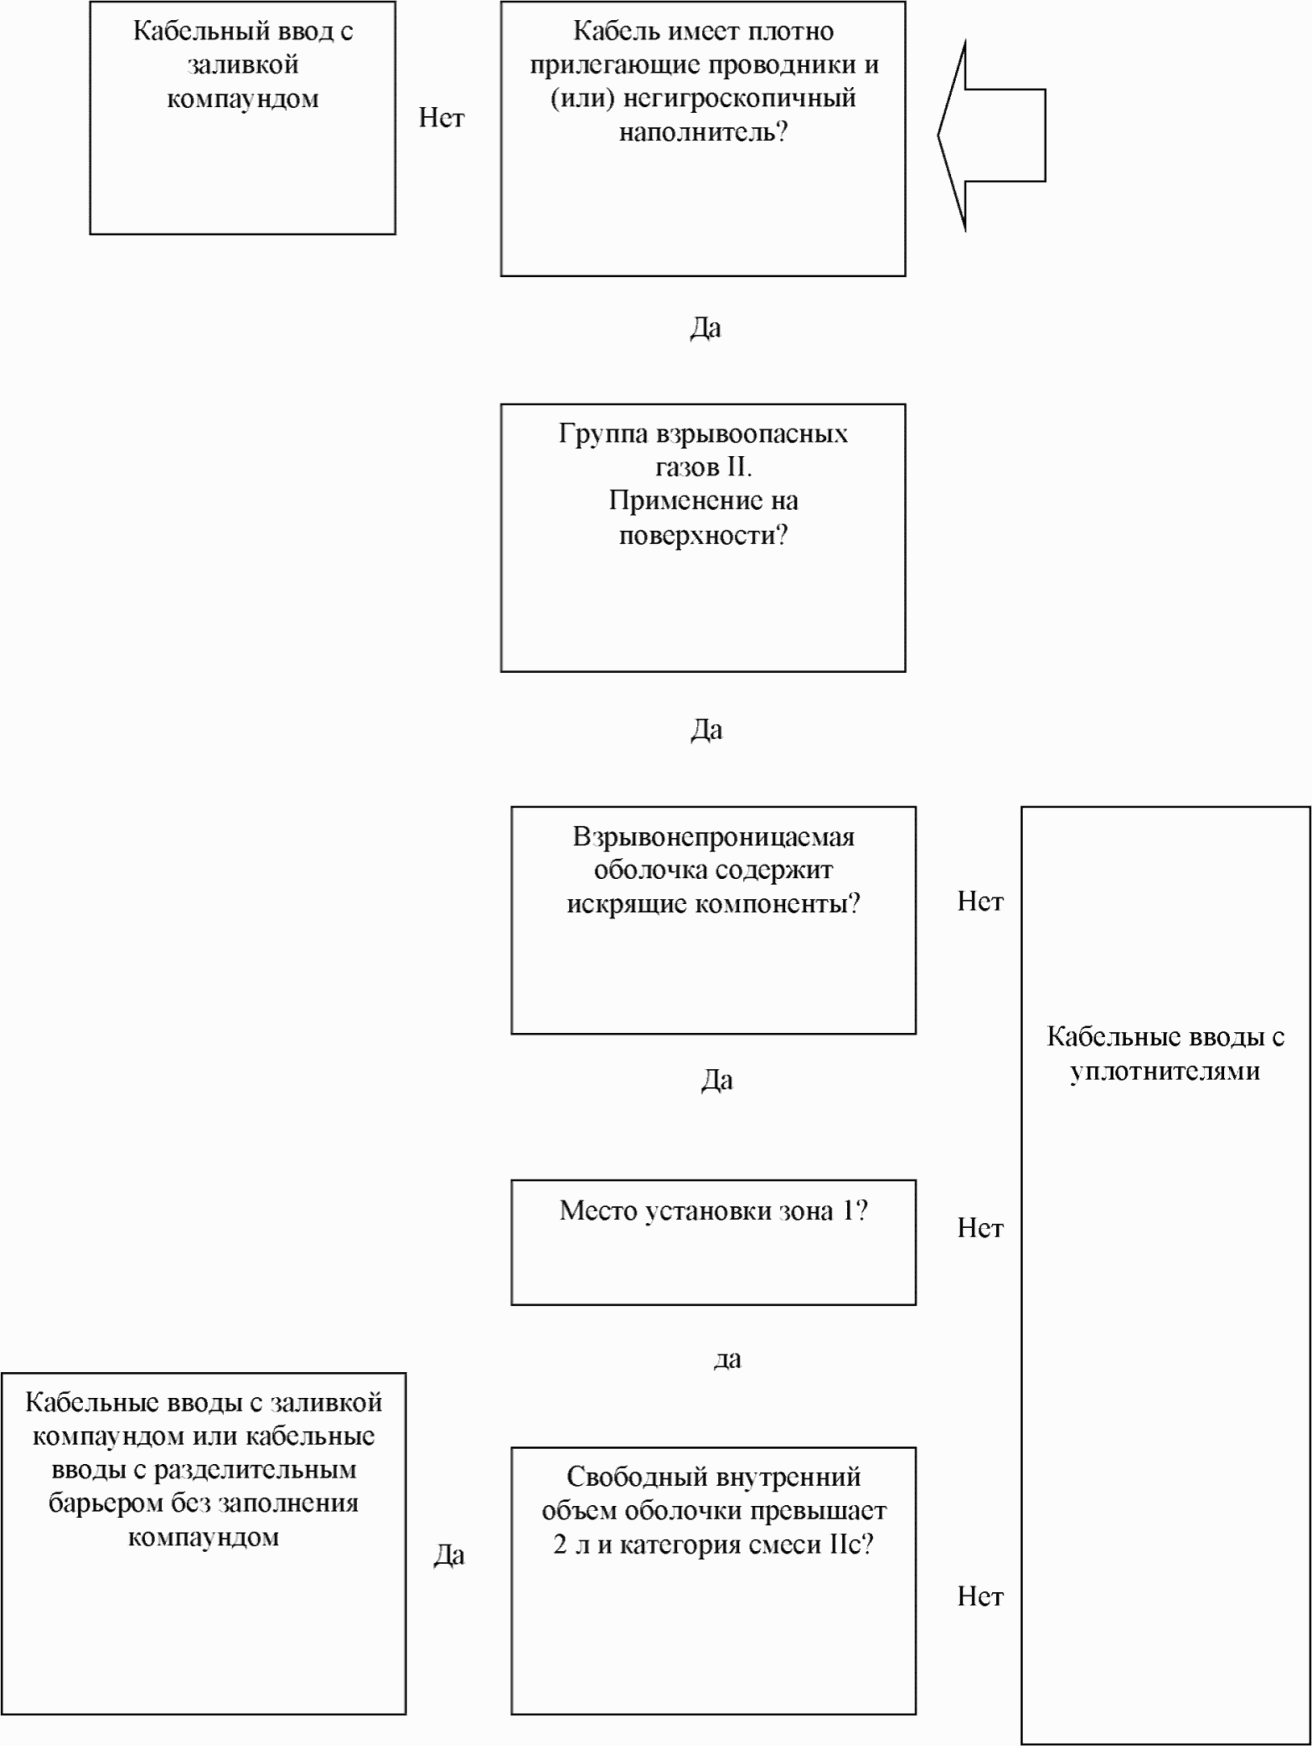 Кабельный ввод с
заливкой
компаундом
Нет
Кабель имеет плотно
прилегающие проводники и
(или) негигроскопичный
наполнитель?
Да
Группа взрывоопасных
газов II.
Применение на
поверхности?
Да
Взрывонепроницаемая
оболочка содержит
искрящие компоненты?
Нет
Кабельные вводы с
уплотнителями
Да
Место установки зона 1?
Нет
да
Кабельные вводы с заливкой
компаундом или кабельные
вводы с разделительным
барьером без заполнения
компаундом
Да
Свободный внутренний
объем оболочки превышает
2 л и категория смеси IIс?
Нет